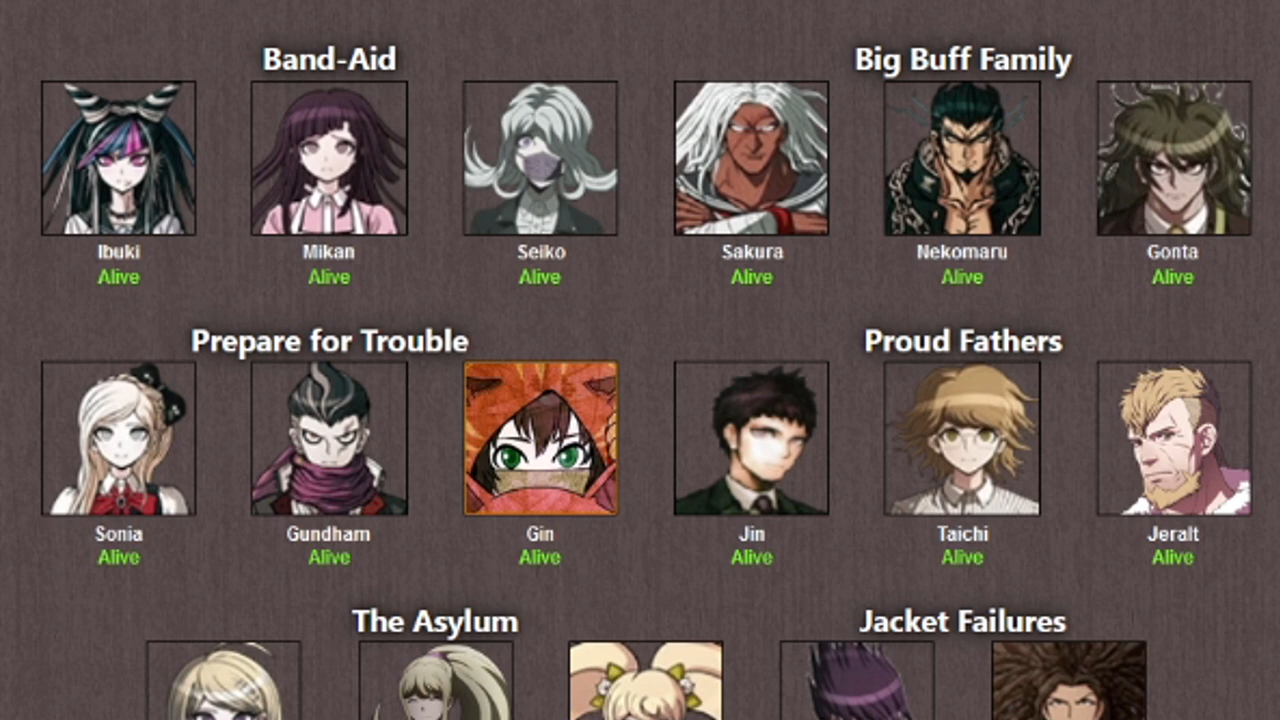 Band-Aid
Big Buff Family
Ibuki
Mikan
Seiko
Sakura
Nekomaru
Gonta
Alive
Alive
Alive
Alive
Alive
Alive
Prepare for Trouble
Proud Fathers
Sonia
Gundham
Gin
Jin
Taichi
Jeralt
Alive
Alive
Alive
Alive
Alive
Alive
The Asylum
Jacket Failures